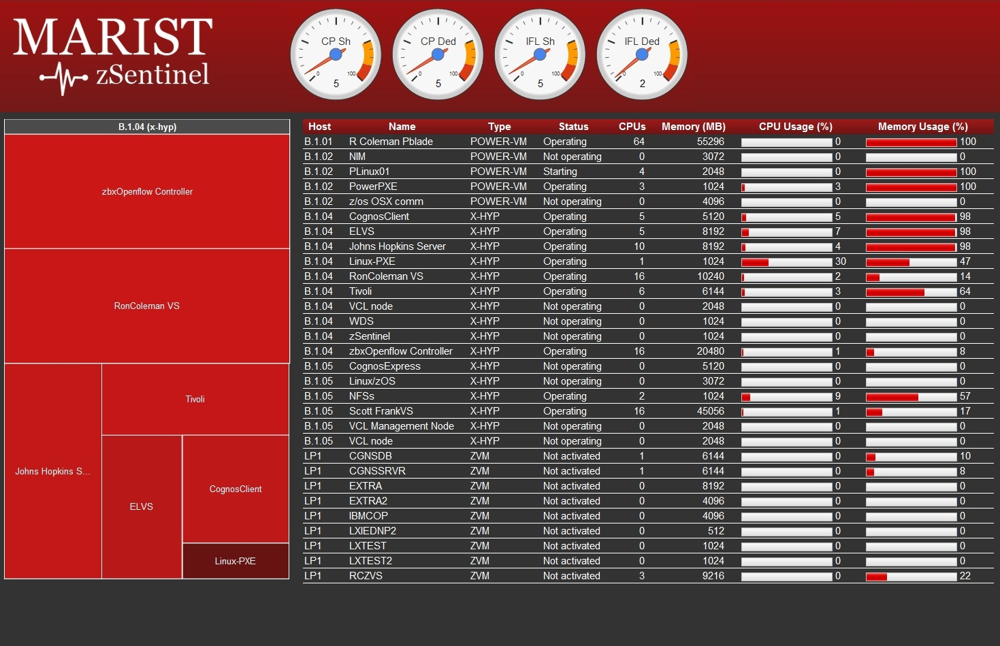 MARIST
zSentinel
CP Sh 0 100 5
CP Ded 0 100 5
IFL Sh 0 100 5
IFL Ded 0 100 2
B.1.04 (x-hyp)
zbxOpenflow Controller
RonColeman VS
Johns Hopkins S...
Tivoli
ELVS
CognosClient
Linux-PXE
Host Name Type Status CPUs Memory (MB) CPU Usage (%) Memory Usage (%)
B.1.01 R Coleman Pblade POWER-VM Operating 64 55296 0 100
B.1.02 NIM POWER-VM Not operating 0 3072 0 0
B.1.02 PLinux01 POWER-VM Starting 4 2048 0 100
B.1.02 PowerPXE POWER-VM Operating 3 1024 3 100
B.1.02 z/os OSX comm POWER-VM Not operating 0 4096 0 0
B.1.04 CognosClient X-HYP Operating 5 5120 5 98
B.1.04 ELVS X-HYP Operating 5 8192 7 98
B.1.04 Johns Hopkins Server X-HYP Operating 10 8192 4 98
B.1.04 Linux-PXE X-HYP Operating 1 1024 30 47
B.1.04 RonColeman VS X-HYP Operating 16 10240 2 14
B.1.04 Tivoli X-HYP Operating 6 6144 3 64
B.1.04 VCL node X-HYP Not operating 0 2048 0 0
B.1.04 WDS X-HYP Not operating 0 1024 0 0
B.1.04 zSentinel X-HYP Not operating 0 1024 0 0
B.1.04 zbxOpenflow Controller X-HYP Operating 16 20480 1 8
B.1.05 CognosExpress X-HYP Not operating 0 5120 0 0
B.1.05 Linux/zOS X-HYP Not operating 0 3072 0 0
B.1.05 NFSs X-HYP Operating 2 1024 9 57
B.1.05 Scott FrankVS X-HYP Operating 16 45056 1 17
B.1.05 VCL Management Node X-HYP Not operating 0 2048 0 0
B.1.05 VCL node X-HYP Not operating 0 2048 0 0
LP1 CGNSDB ZVM Not activated 1 6144 0 10
LP1 CGNSSRVR ZVM Not activated 1 6144 0 8
LP1 EXTRA ZVM Not activated 0 8192 0 0
LP1 EXTRA2 ZVM Not activated 0 4096 0 0
LP1 IBMCOP ZVM Not activated 0 4096 0 0
LP1 LXIEDNP2 ZVM Not activated 0 512 0 0
LP1 LXTEST ZVM Not activated 0 1024 0 0
LP1 LXTEST2 ZVM Not activated 0 1024 0 0
LP1 RCZVS ZVM Not activated 3 9216 0 22